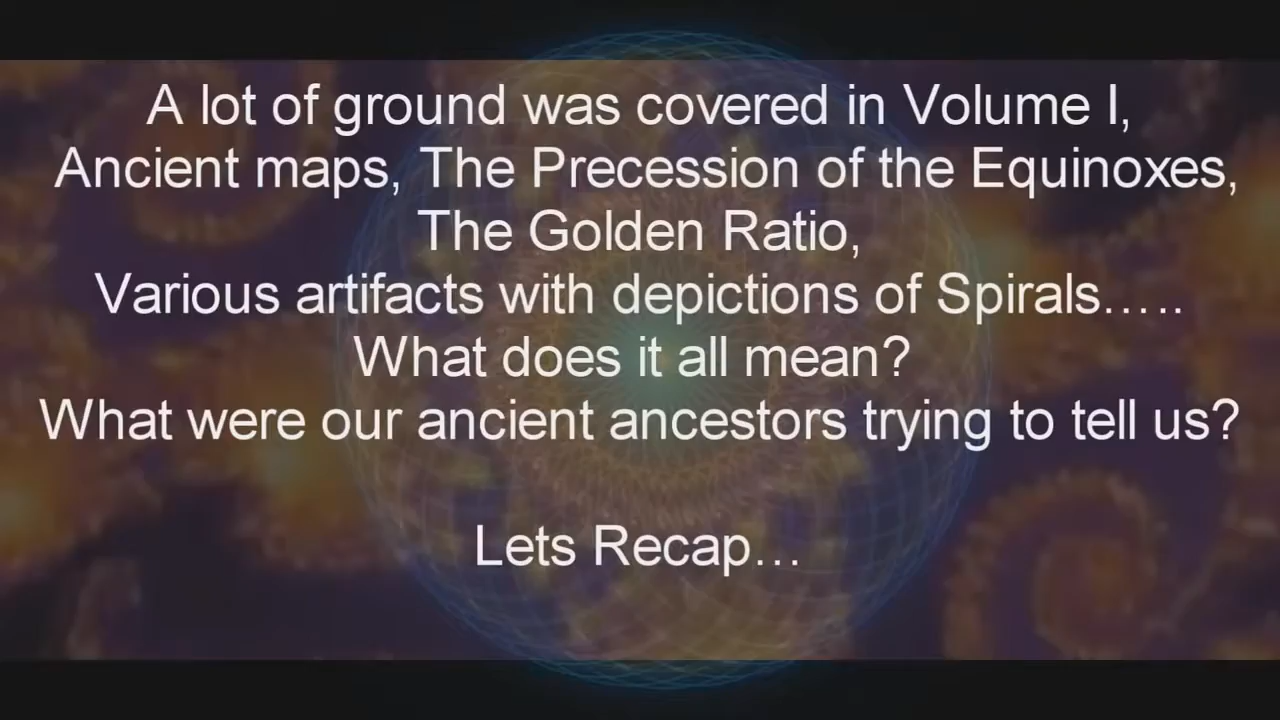 A lot of ground was covered in Volume I,
Ancient maps, The Precession of the Equinoxes,
The Golden Ratio,
Various artifacts with depictions of Spirals…..
What does it all mean?
What were our ancient ancestors trying to tell us?
Lets Recap…